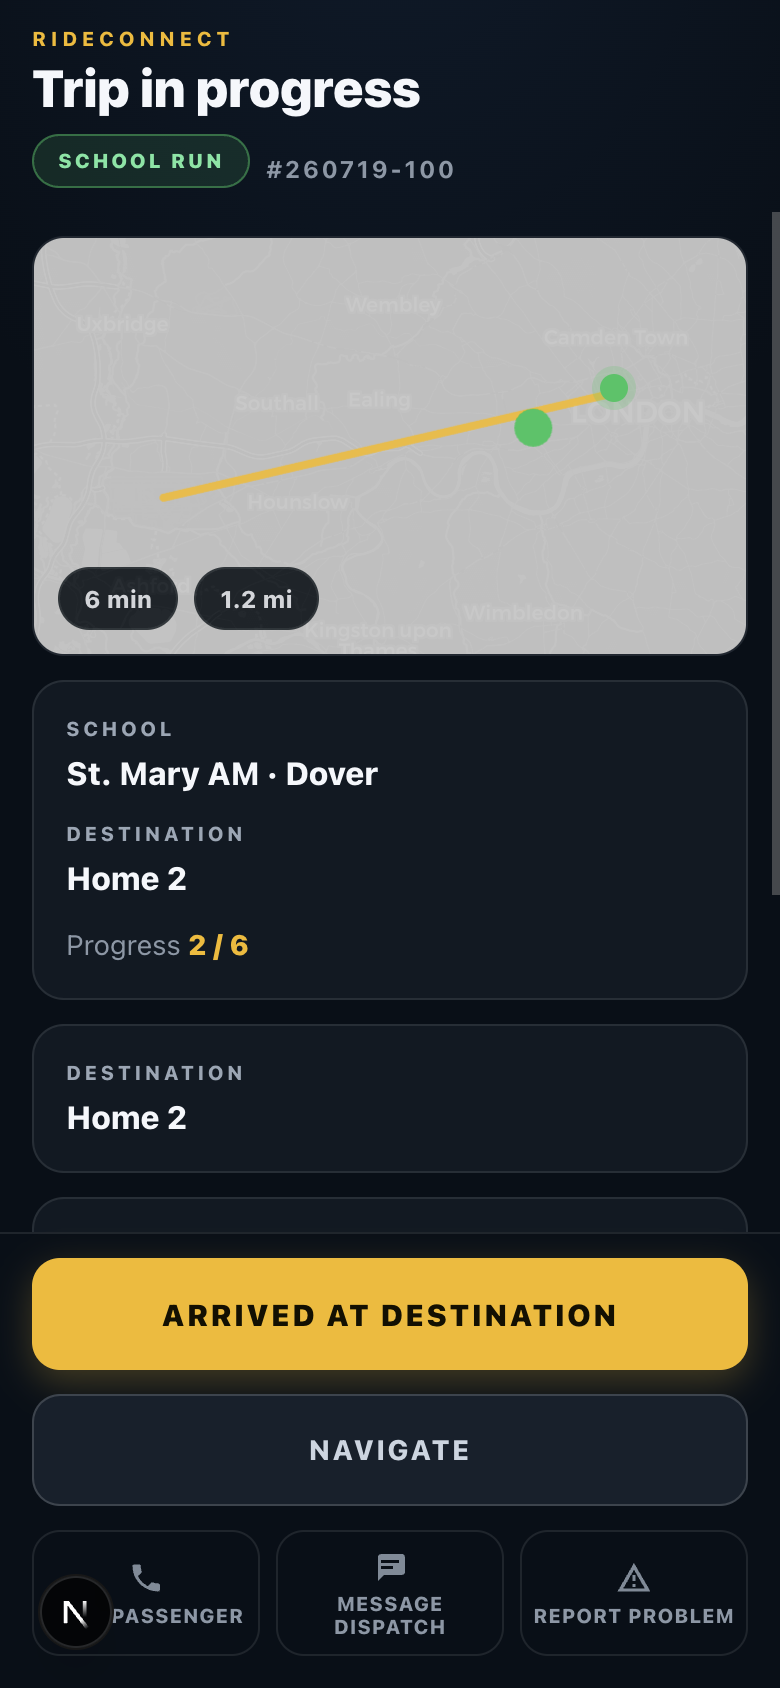 RIDECONNECT
Trip in progress
SCHOOL RUN
#260719-100
Wembley
Uxbridge
Camden Town
Southall
Ealing
LONDON
Hounslow
Ashford
6 min
1.2 mi
Wimbledon
Kingston upon
Thames
SCHOOL
St. Mary AM · Dover
DESTINATION
Home 2
Progress 2 / 6
DESTINATION
Home 2
ARRIVED AT DESTINATION
NAVIGATE
PASSENGER
MESSAGE
DISPATCH
REPORT PROBLEM
N